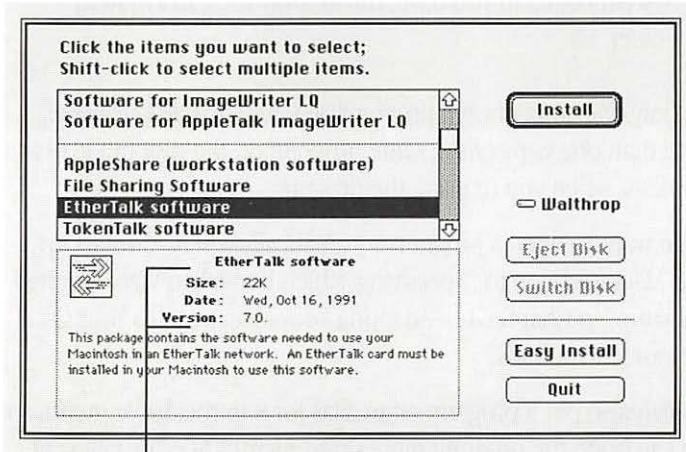 Click the items you want to select;
Shift-click to select multiple items.
Software for ImageWriter LQ
Software for AppleTalk ImageWriter LQ
AppleShare (workstation software)
File Sharing Software
EtherTalk software
TokenTalk software
Install
Walthrop
Eject Disk
Switch Disk
Easy Install
Quit
EtherTalk software
Size: 22K
Date: Wed, Oct 16, 1991
Version: 7.0.
This package contains the software needed to use your
Macintosh in an EtherTalk network. An EtherTalk card must be
installed in your Macintosh to use this software.